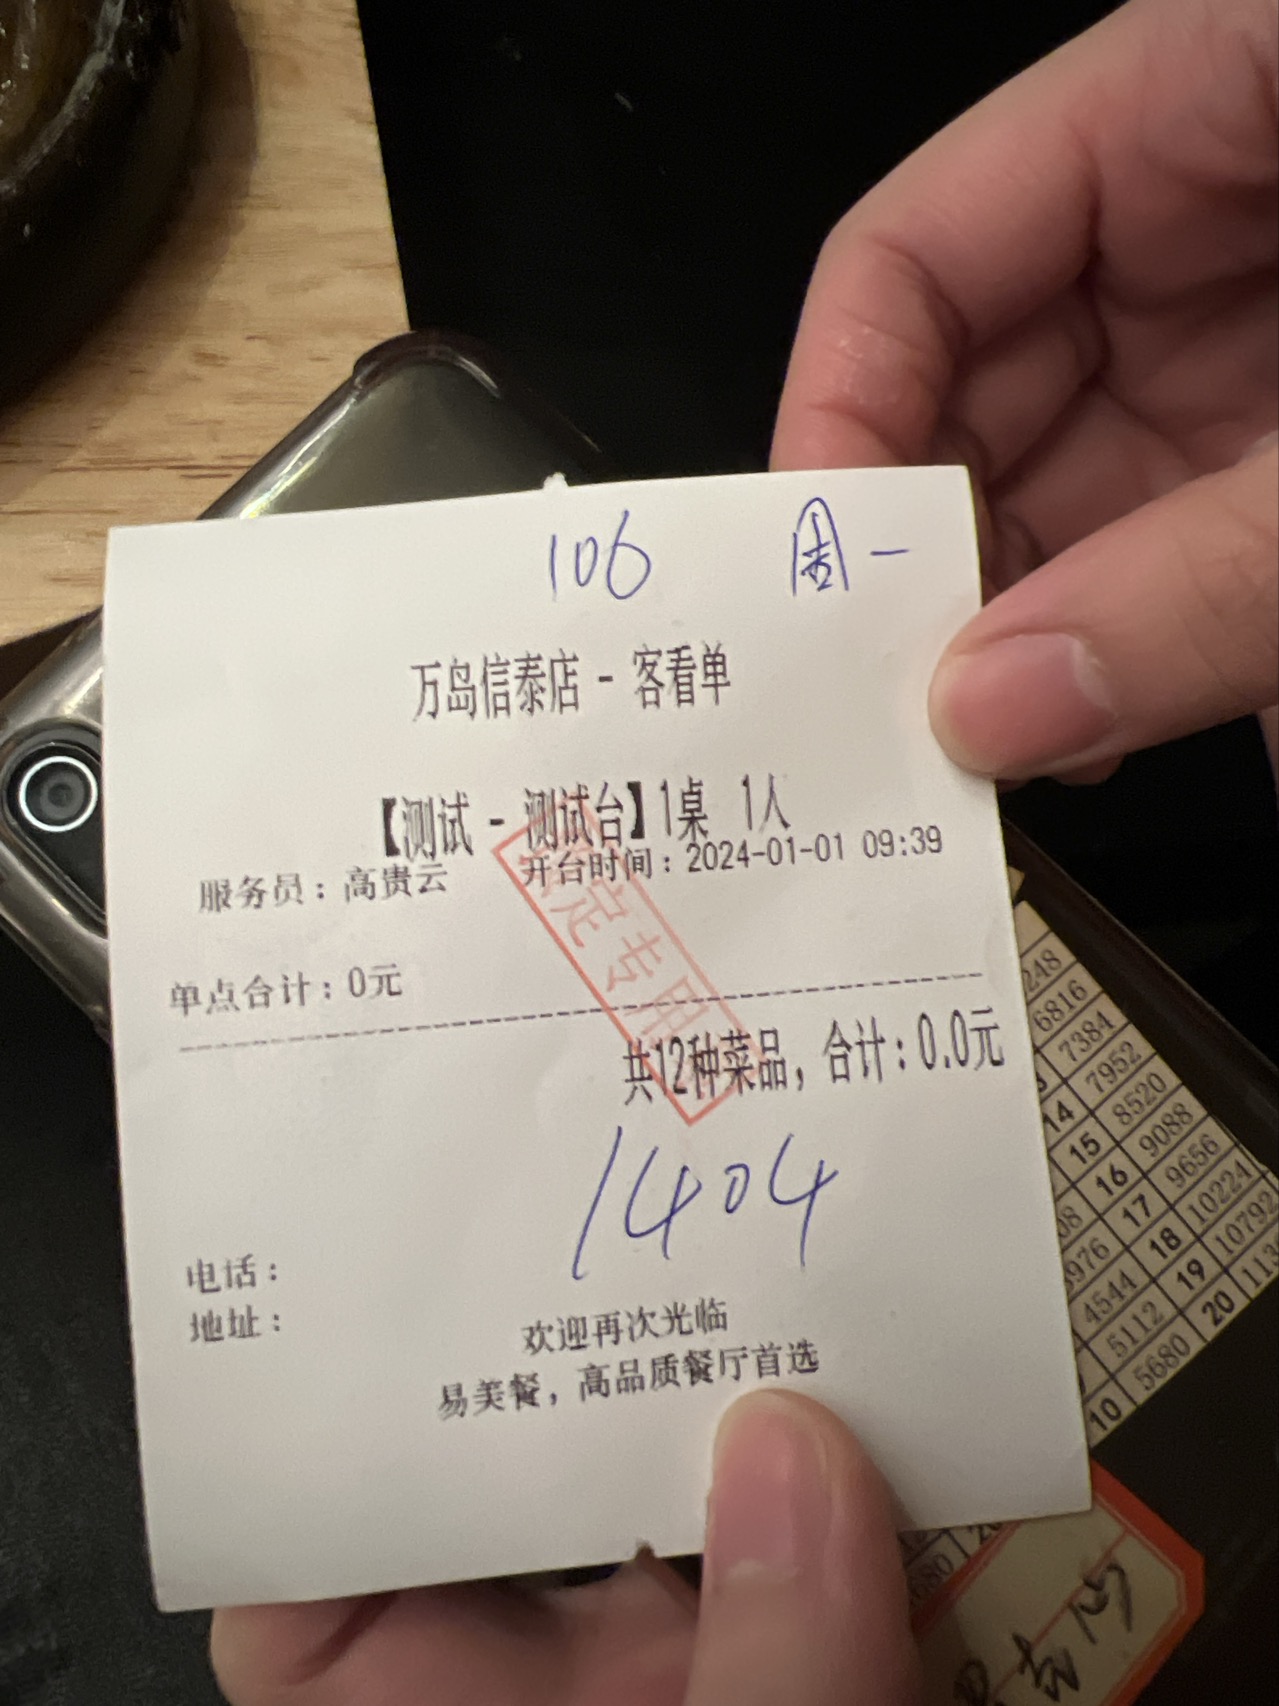 106 周一
万岛信泰店 - 客看单
【测试 - 测试台】1桌 1人
服务员：高贵云 开台时间：2024-01-01 09:39
单点合计：0元
定专用
共12种菜品，合计：0.0元
1404
电话：
地址：
欢迎再次光临
易美餐，高品质餐厅首选
248
6816
7384
14 7952
15 8520
16 9088
17 9656
3976 18 10224
4544 19 10792
5112 20
10 5680